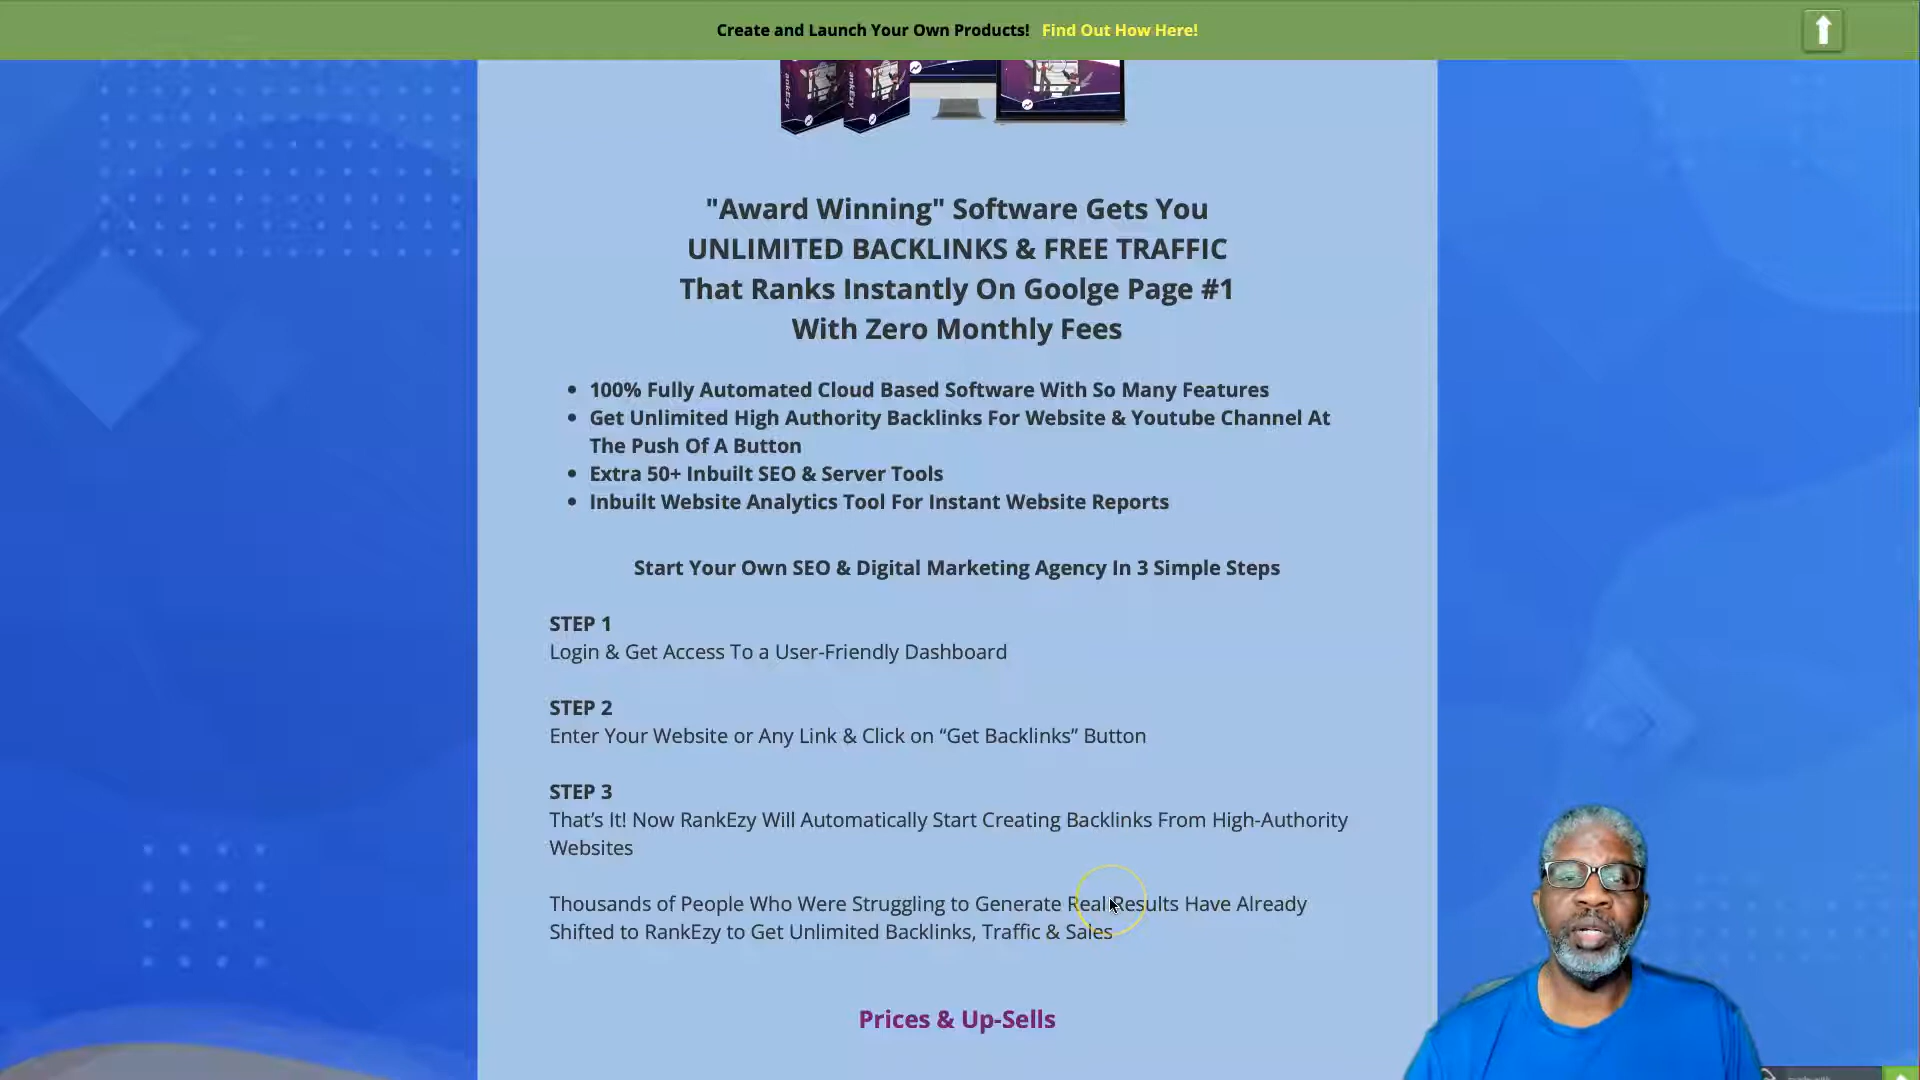 Create and Launch Your Own Products! Find Out How Here!
ankEzy ankEzy
"Award Winning" Software Gets You
UNLIMITED BACKLINKS & FREE TRAFFIC
That Ranks Instantly On Goolge Page #1
With Zero Monthly Fees
100% Fully Automated Cloud Based Software With So Many Features
Get Unlimited High Authority Backlinks For Website & Youtube Channel At
The Push Of A Button
Extra 50+ Inbuilt SEO & Server Tools
Inbuilt Website Analytics Tool For Instant Website Reports
Start Your Own SEO & Digital Marketing Agency In 3 Simple Steps
STEP 1
Login & Get Access To a User-Friendly Dashboard
STEP 2
Enter Your Website or Any Link & Click on “Get Backlinks” Button
STEP 3
That’s It! Now RankEzy Will Automatically Start Creating Backlinks From High-Authority
Websites
Thousands of People Who Were Struggling to Generate Real Results Have Already
Shifted to RankEzy to Get Unlimited Backlinks, Traffic & Sales
Prices & Up-Sells